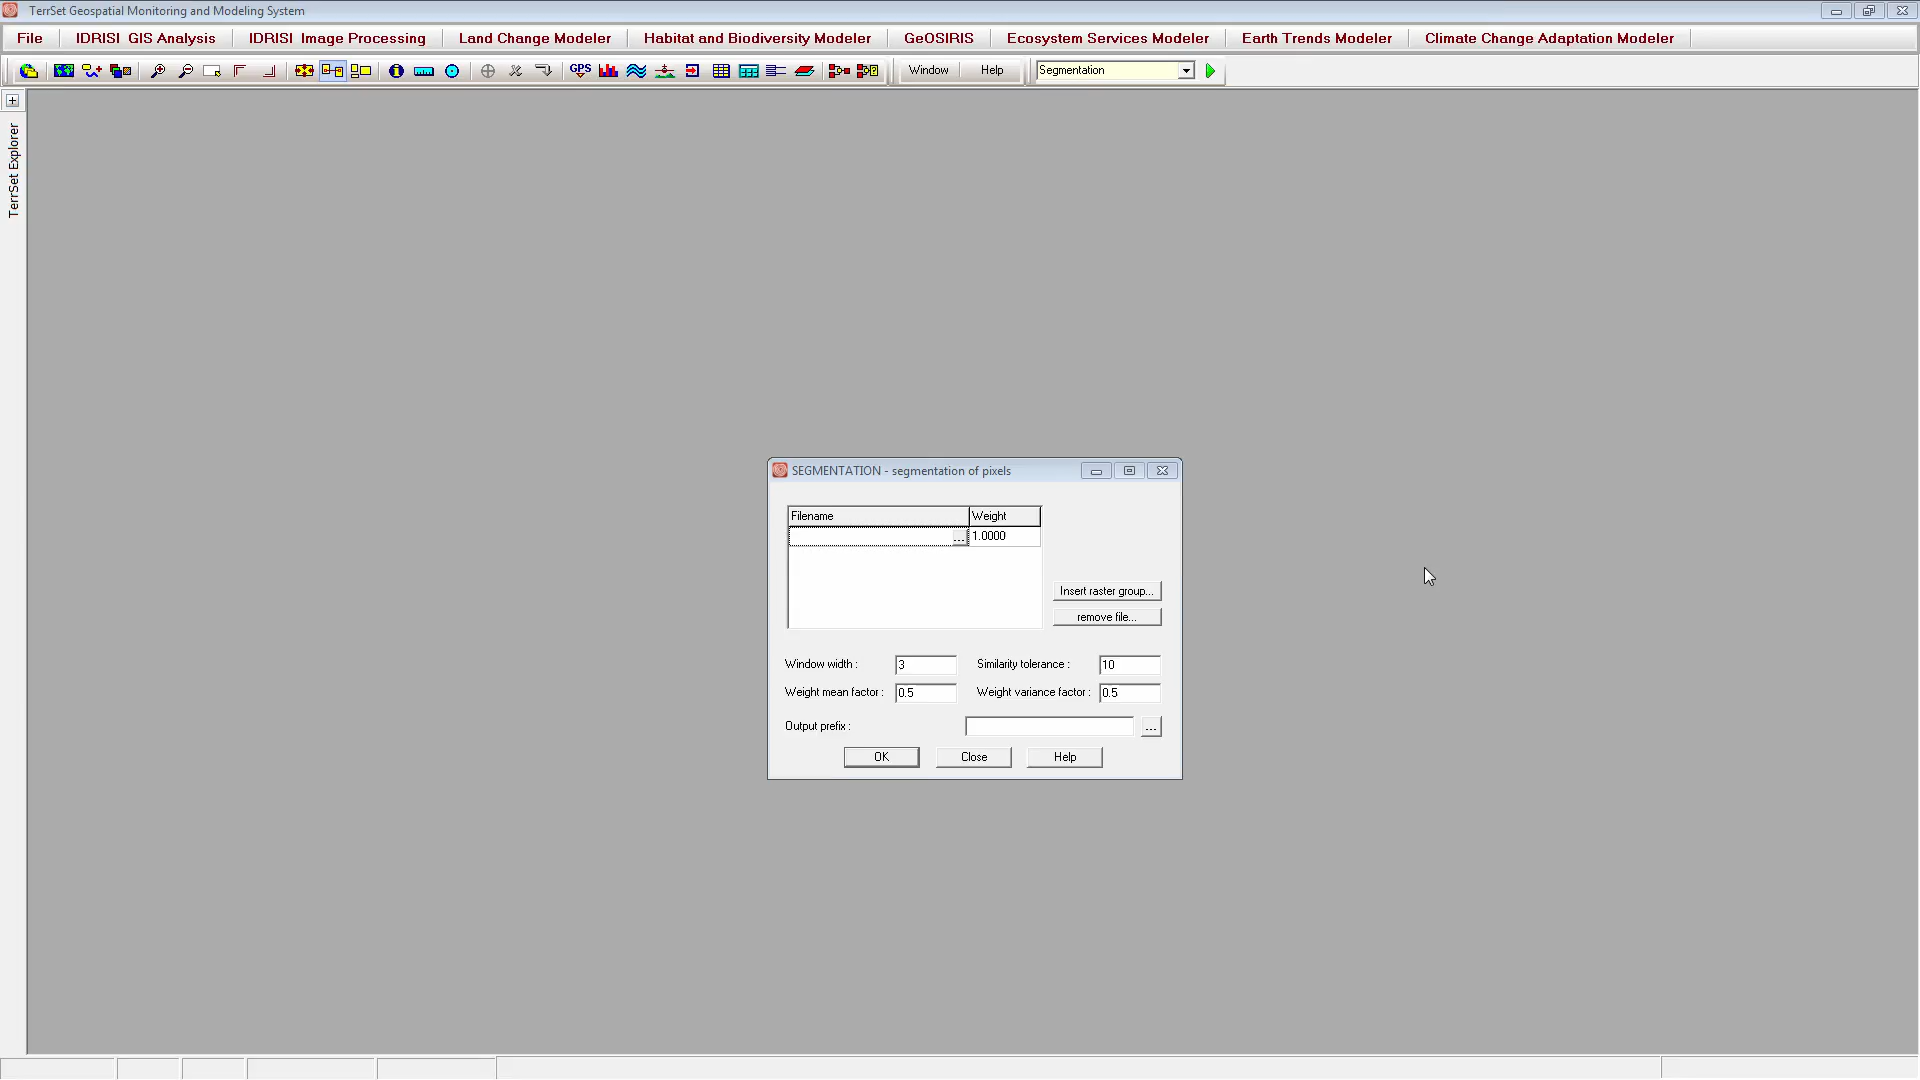 TerrSet Geospatial Monitoring and Modeling System
File IDRISI GIS Analysis IDRISI Image Processing Land Change Modeler Habitat and Biodiversity Modeler GeOSIRIS Ecosystem Services Modeler Earth Trends Modeler Climate Change Adaptation Modeler
GPS Window Help Segmentation
TerrSet Explorer
SEGMENTATION - segmentation of pixels
Filename Weight
... 1.0000
Insert raster group...
remove file...
Window width : 3 Similarity tolerance : 10
Weight mean factor : 0.5 Weight variance factor : 0.5
Output prefix : ...
OK Close Help